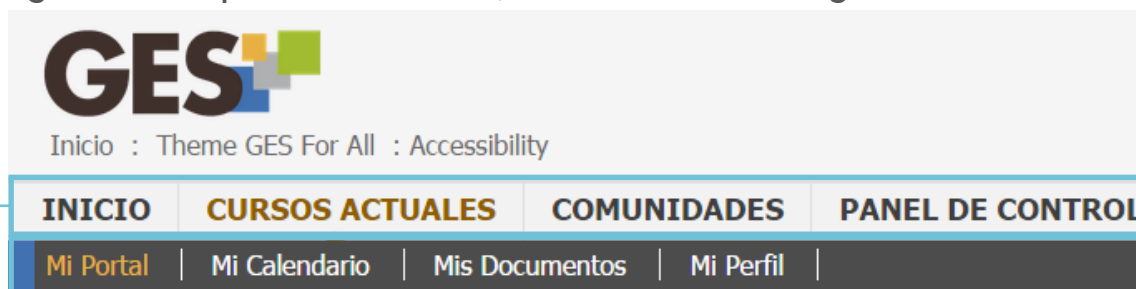 GES
Inicio : Theme GES For All : Accessibility
INICIO CURSOS ACTUALES COMUNIDADES PANEL DE CONTROL
Mi Portal | Mi Calendario | Mis Documentos | Mi Perfil |